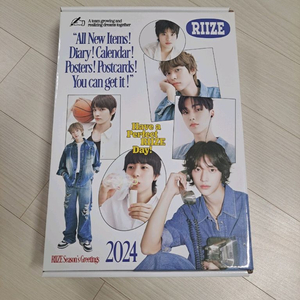 A team growing and
realizing dreams together
RIIZE
"All New Items!
Diary! Calendar!
Posters! Postcards!
You can get it!"
Have a
Perfect
RIIZE
Day!
RIIZE Season's Greetings
2024